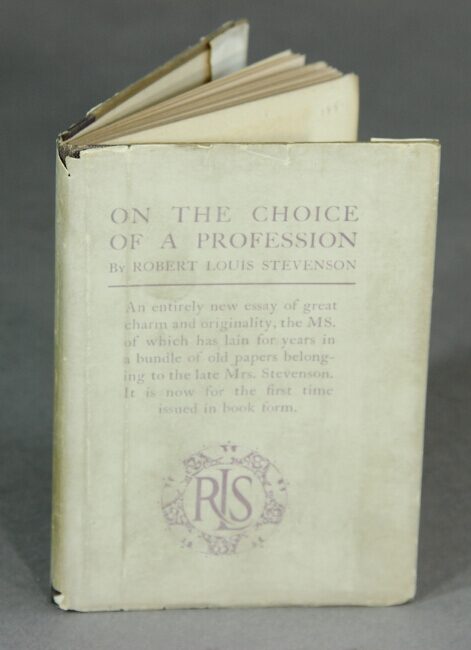 ON THE CHOICE
OF A PROFESSION
By ROBERT LOUIS STEVENSON
An entirely new essay of great
charm and originality, the MS.
of which has lain for years in
a bundle of old papers belong-
ing to the late Mrs. Stevenson.
It is now for the first time
issued in book form.
RLS